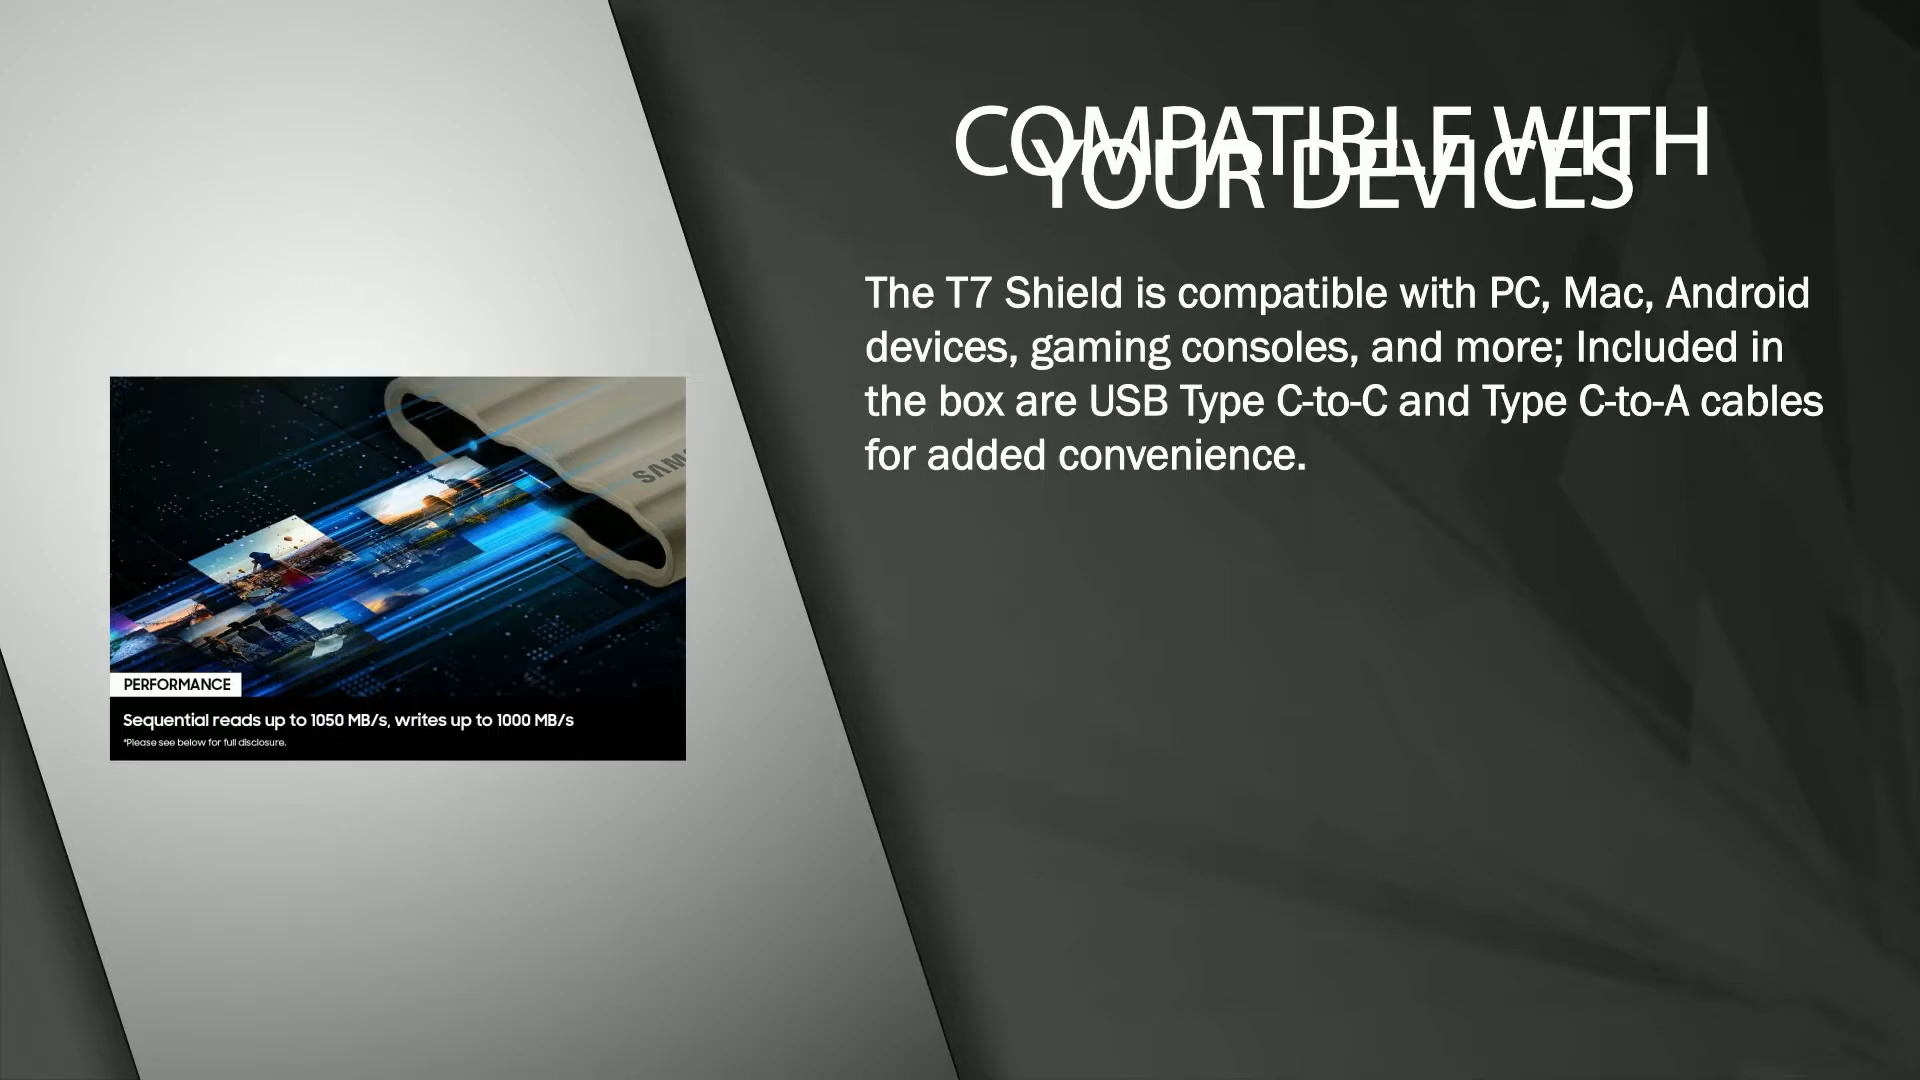 COMPATIBLE WITH
YOUR DEVICES
The T7 Shield is compatible with PC, Mac, Android
devices, gaming consoles, and more; Included in
the box are USB Type C-to-C and Type C-to-A cables
for added convenience.
SAM
PERFORMANCE
Sequential reads up to 1050 MB/s, writes up to 1000 MB/s
*Please see below for full disclosure.